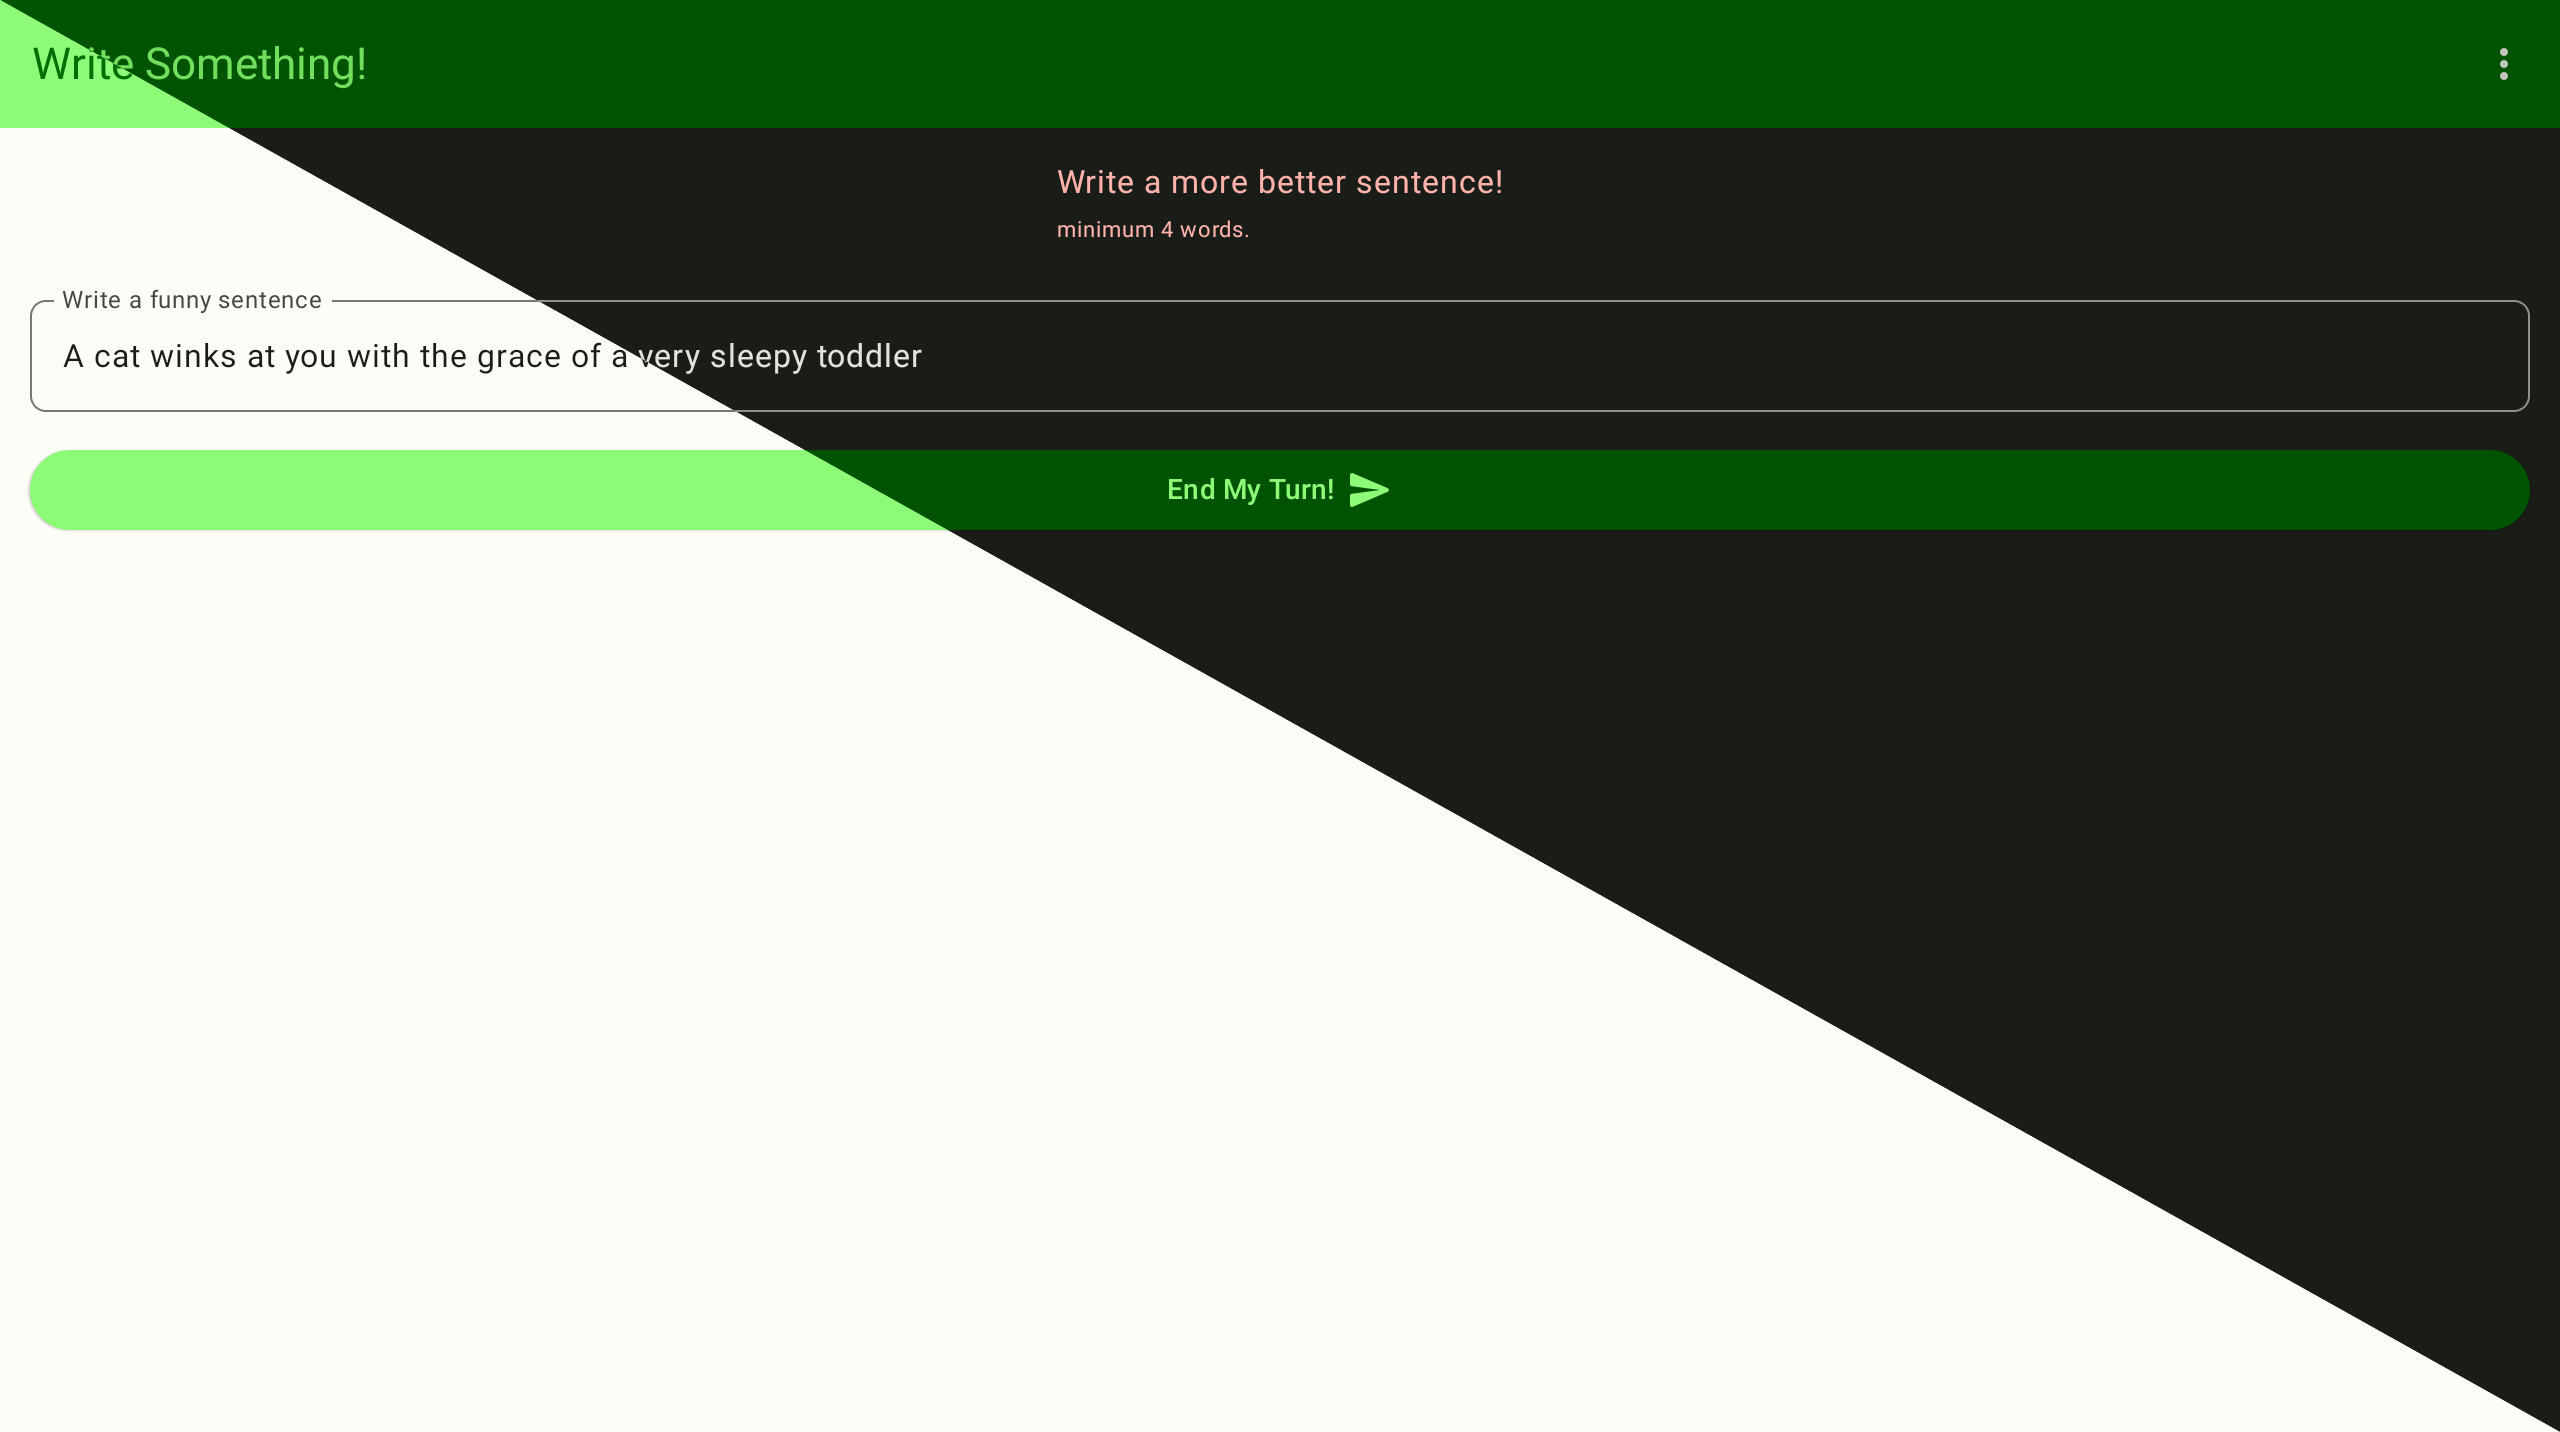 Write Something!
Write a more better sentence!
minimum 4 words.
Write a funny sentence
A cat winks at you with the grace of a very sleepy toddler
End My Turn!